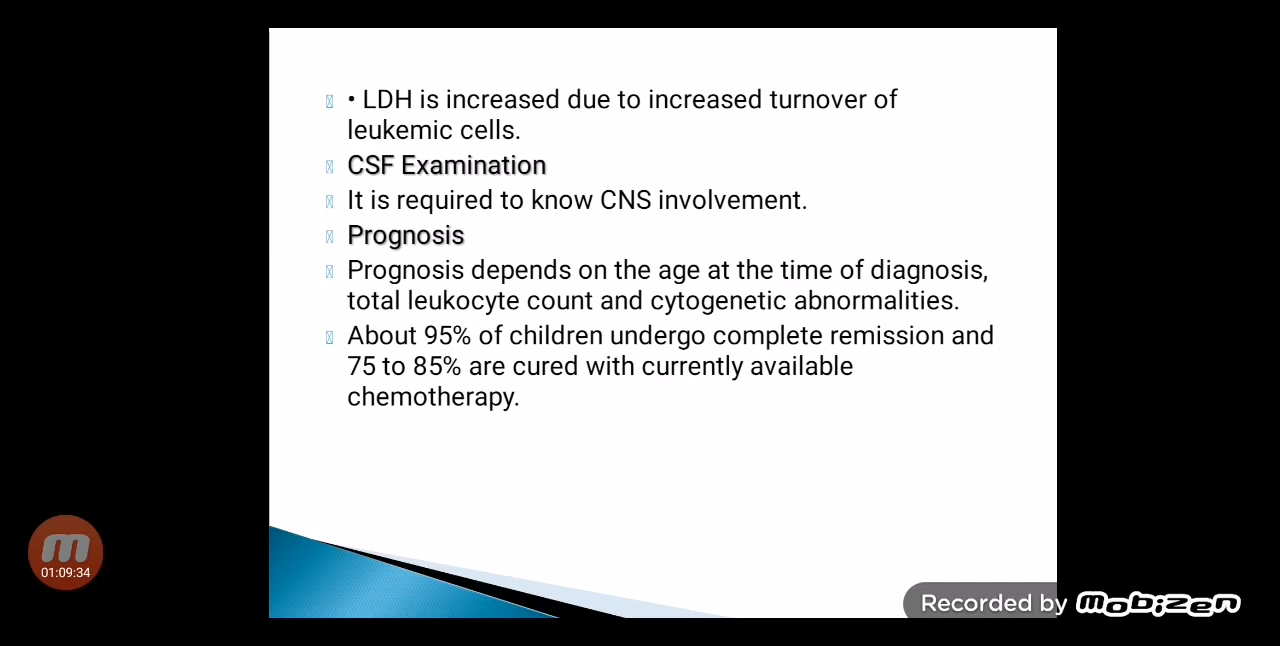 • LDH is increased due to increased turnover of
leukemic cells.
CSF Examination
It is required to know CNS involvement.
Prognosis
Prognosis depends on the age at the time of diagnosis,
total leukocyte count and cytogenetic abnormalities.
About 95% of children undergo complete remission and
75 to 85% are cured with currently available
chemotherapy.
01:09:34
Recorded by mobizen